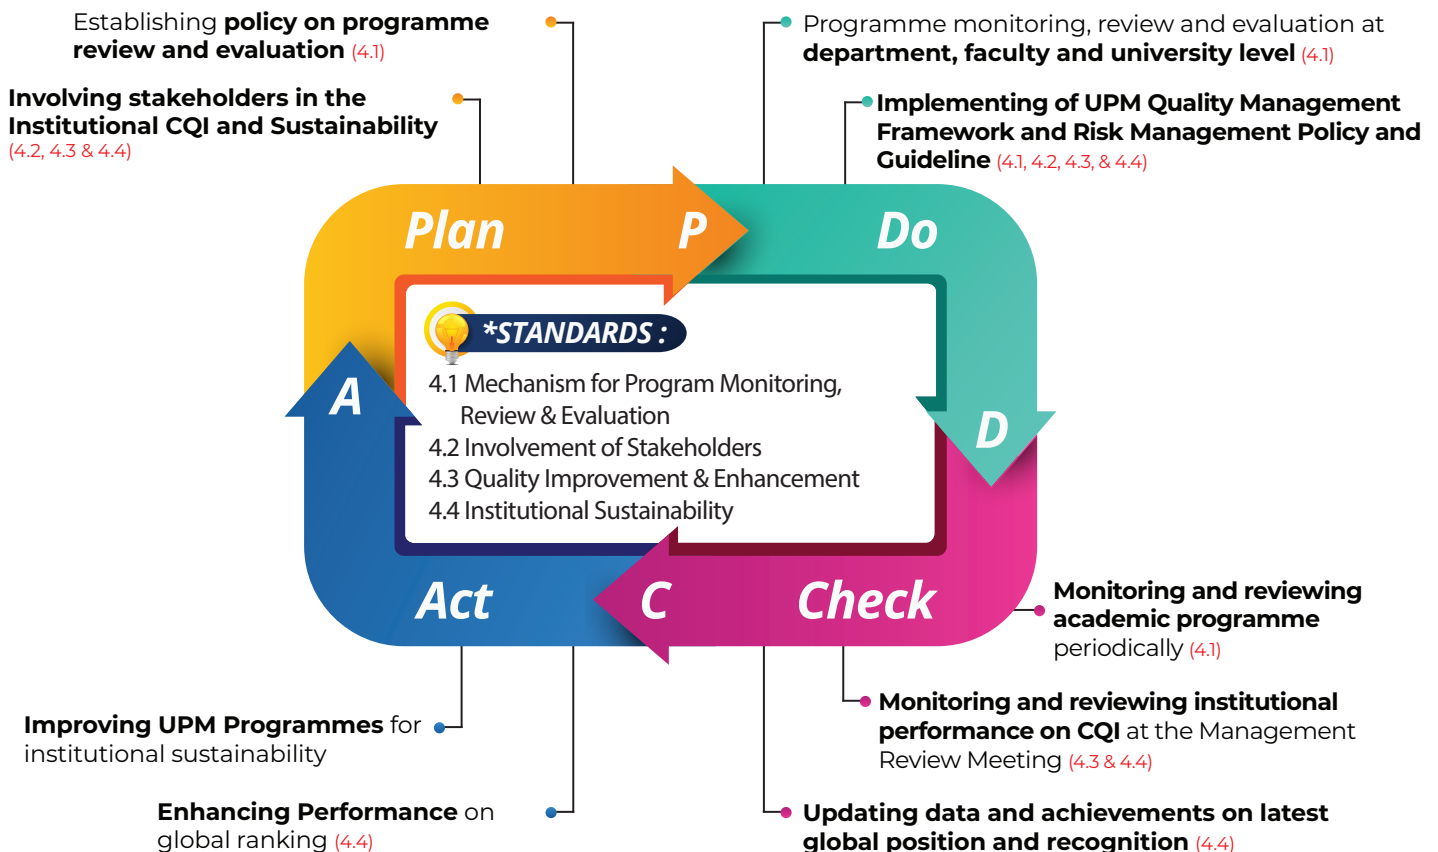 Establishing policy on programme
review and evaluation (4.1)
Involving stakeholders in the
Institutional CQI and Sustainability
(4.2, 4.3 & 4.4)
Programme monitoring, review and evaluation at
department, faculty and university level (4.1)
Implementing of UPM Quality Management
Framework and Risk Management Policy and
Guideline (4.1, 4.2, 4.3, & 4.4)
Plan
P
Do
D
*STANDARDS :
4.1 Mechanism for Program Monitoring,
Review & Evaluation
4.2 Involvement of Stakeholders
4.3 Quality Improvement & Enhancement
4.4 Institutional Sustainability
A
Act
C
Check
Monitoring and reviewing
academic programme
periodically (4.1)
Monitoring and reviewing institutional
performance on CQI at the Management
Review Meeting (4.3 & 4.4)
Updating data and achievements on latest
global position and recognition (4.4)
Improving UPM Programmes for
institutional sustainability
Enhancing Performance on
global ranking (4.4)